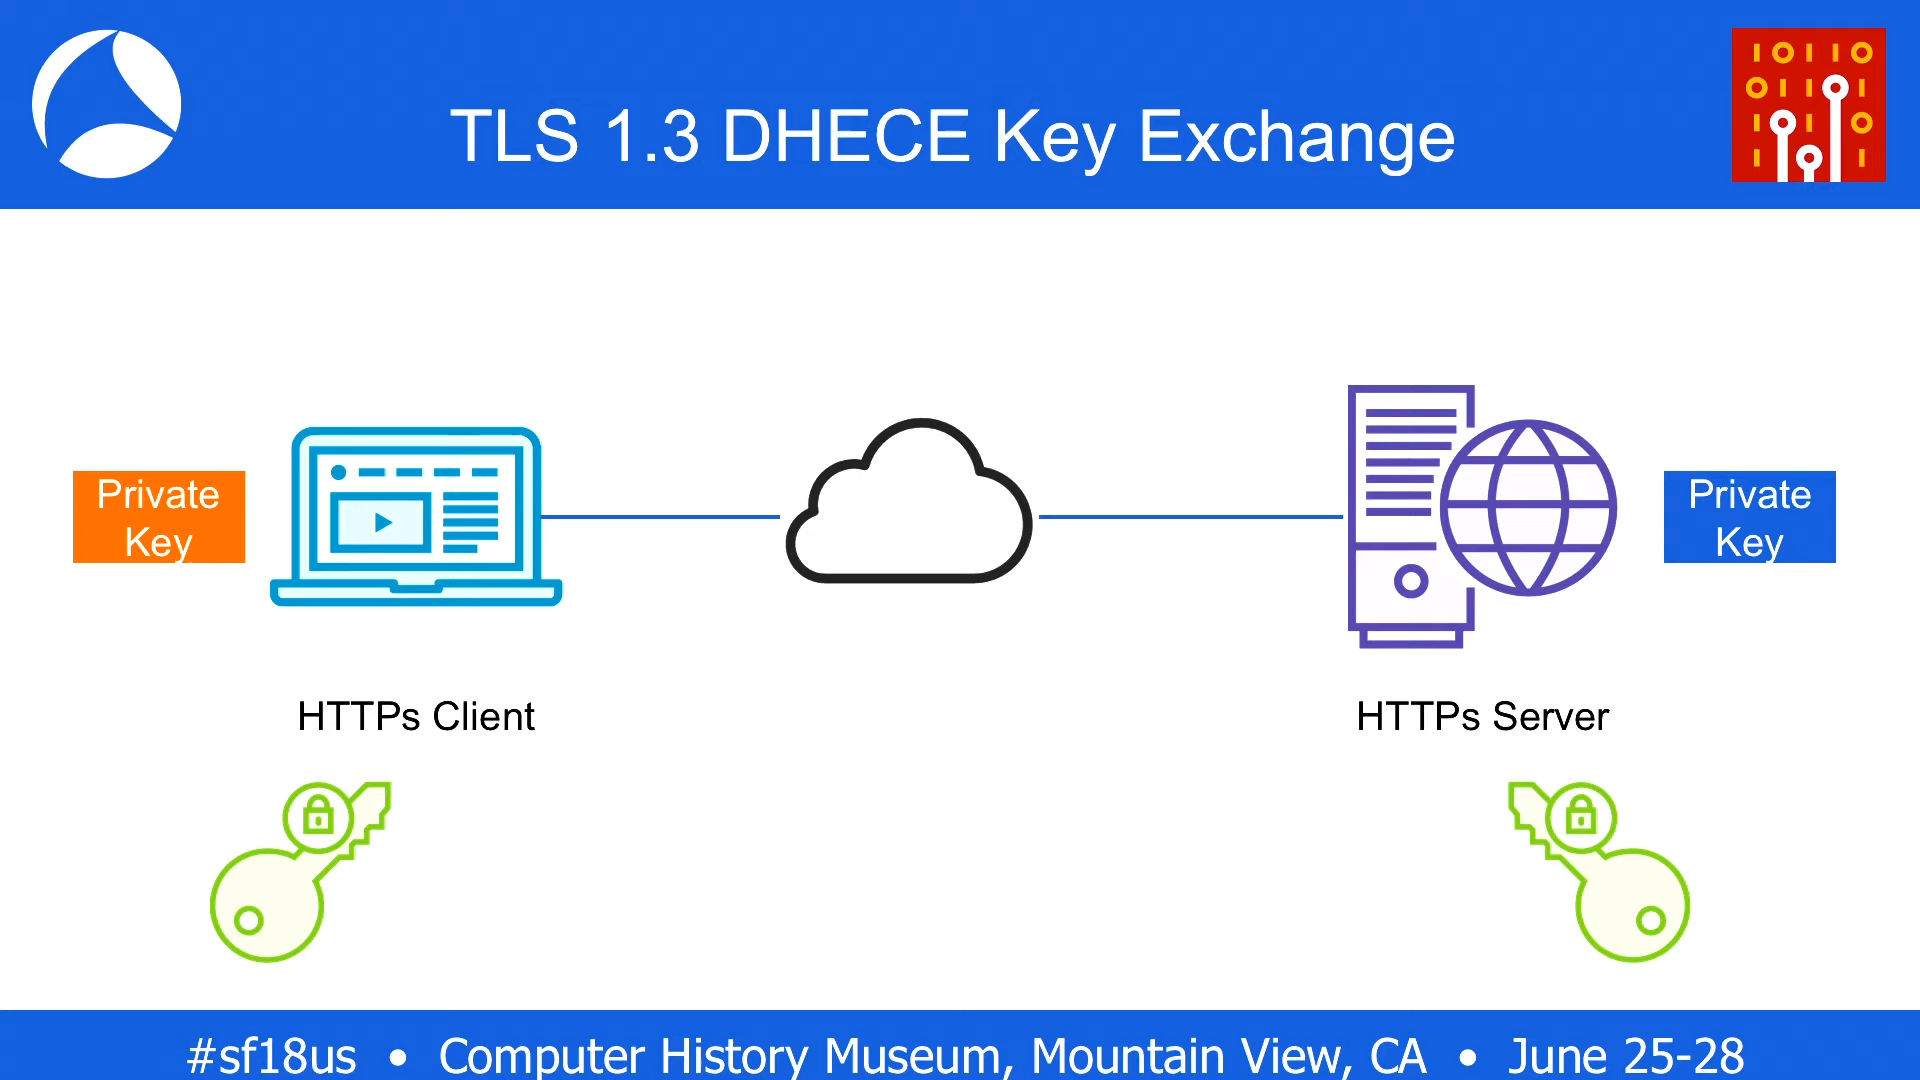 TLS 1.3 DHECE Key Exchange
Private
Key
Private
Key
HTTPs Client
HTTPs Server
#sf18us • Computer History Museum, Mountain View, CA • June 25-28